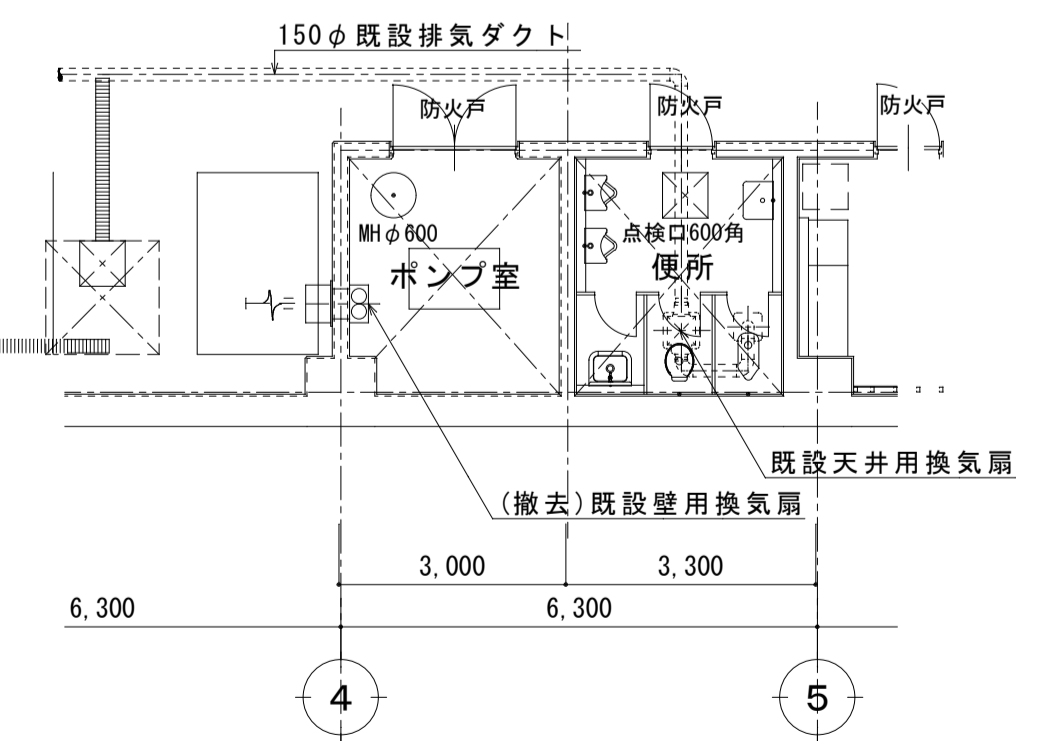 150φ既設排気ダクト
防火戸
防火戸
防火戸
MHφ600
ポンプ室
点検口600角
便所
既設天井用換気扇
(撤去)既設壁用換気扇
3,000
3,300
6,300
6,300
4
5